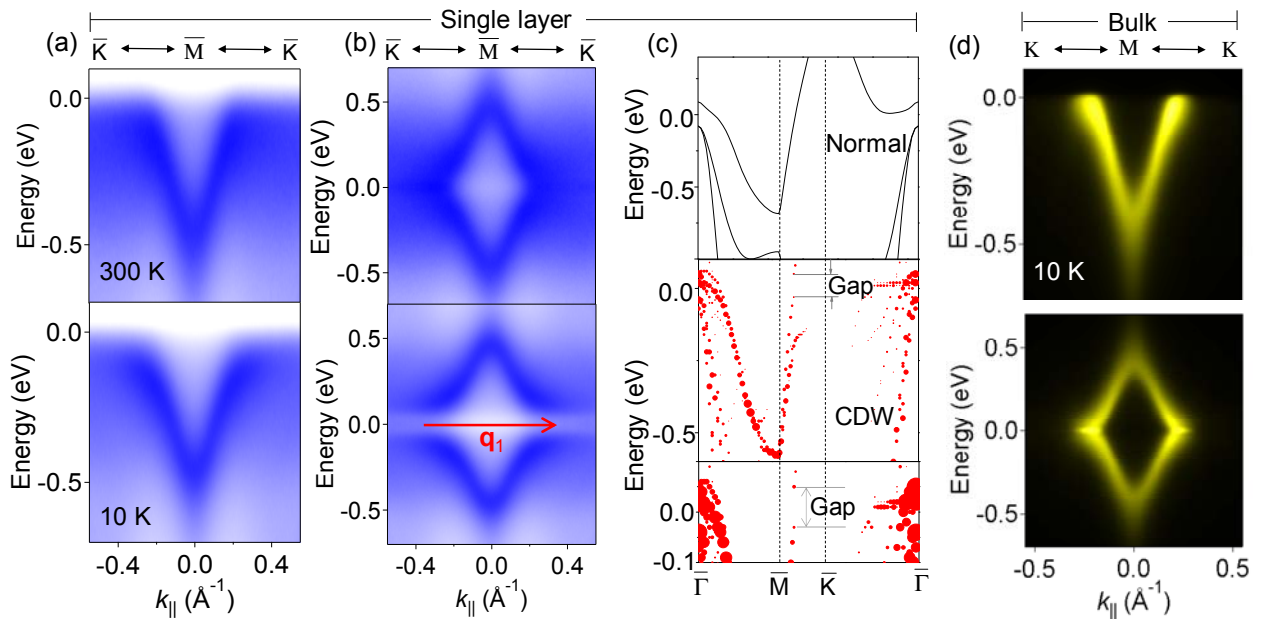 Single layer
Bulk
(a)
K̅ M̅ K̅
(b)
K̅ M̅ K̅
(c)
(d)
K M K
Energy (eV)
0.0
-0.5
300 K
Energy (eV)
0.0
-0.5
10 K
-0.4 0.0 0.4
k|| (Å⁻¹)
Energy (eV)
0.5
0.0
-0.5
Energy (eV)
0.5
0.0
-0.5
q₁
-0.4 0.0 0.4
k|| (Å⁻¹)
Energy (eV)
0.0
-0.5
Normal
Energy (eV)
0.0
-0.5
Gap
CDW
Energy (eV)
0.0
-0.1
Gap
Γ̅ M̅ K̅ Γ̅
Energy (eV)
0.0
-0.5
10 K
Energy (eV)
0.5
0.0
-0.5
-0.5 0.0 0.5
k|| (Å⁻¹)